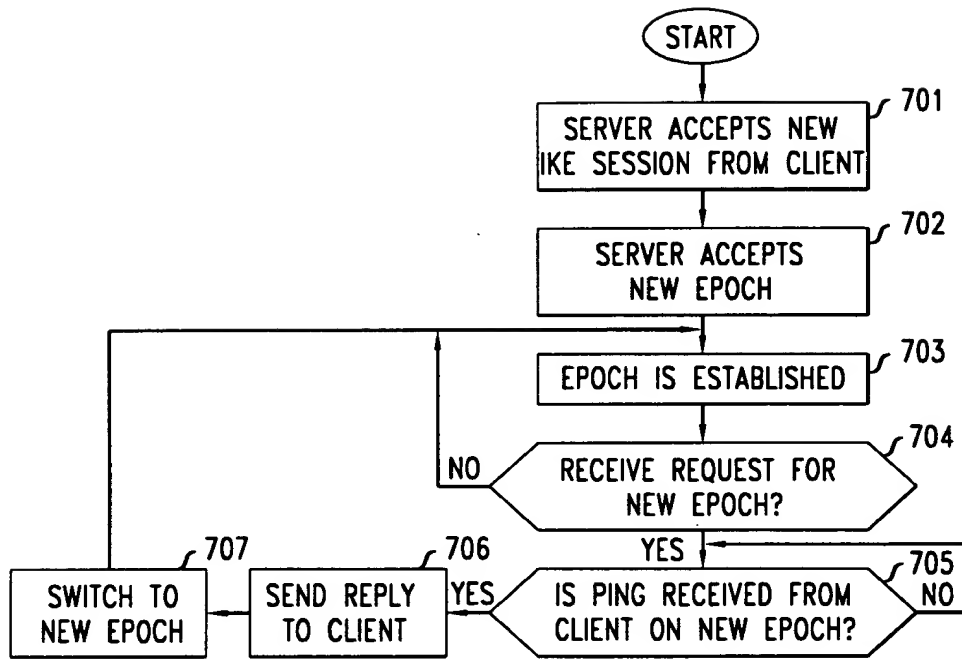 START
701
SERVER ACCEPTS NEW
IKE SESSION FROM CLIENT
702
SERVER ACCEPTS
NEW EPOCH
703
EPOCH IS ESTABLISHED
704
NO
RECEIVE REQUEST FOR
NEW EPOCH?
YES
705
IS PING RECEIVED FROM
CLIENT ON NEW EPOCH?
NO
YES
706
SEND REPLY
TO CLIENT
707
SWITCH TO
NEW EPOCH